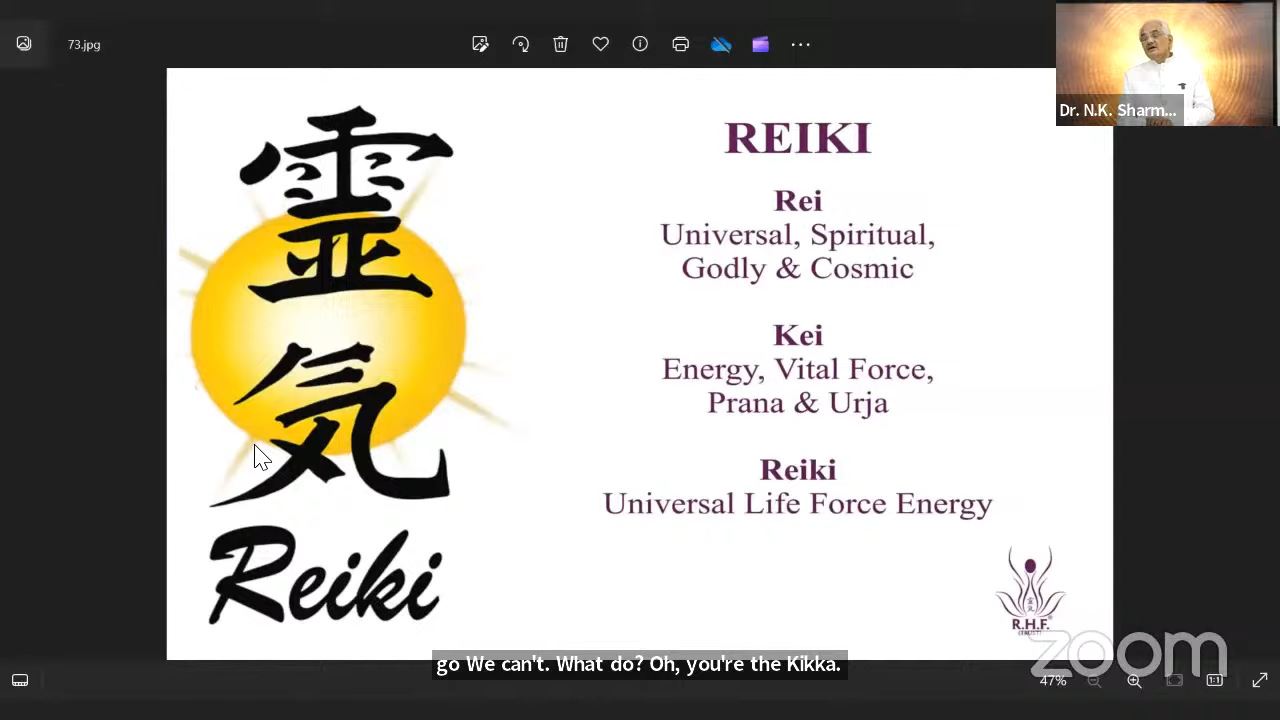 73.jpg
Dr. N.K. Sharm...
霊
気
Reiki
REIKI
Rei
Universal, Spiritual,
Godly & Cosmic
Kei
Energy, Vital Force,
Prana & Urja
Reiki
Universal Life Force Energy
R.H.F.
zoom
go We can't. What do? Oh, you're the Kikka.
47%
1:1